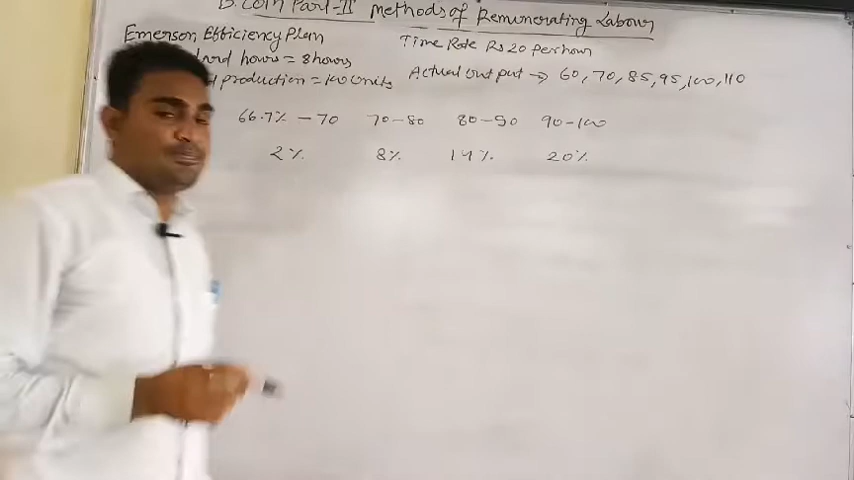 B.Com Part-II Methods of Remunerating Labour
Emerson Efficiency Plan
Time Rate Rs 20 per hour
hours = 8 hours
production = 100 Units
Actual output → 60, 70, 85, 95, 100, 110
66.7% - 70 70-80 80-90 90-100
2% 8% 14% 20%